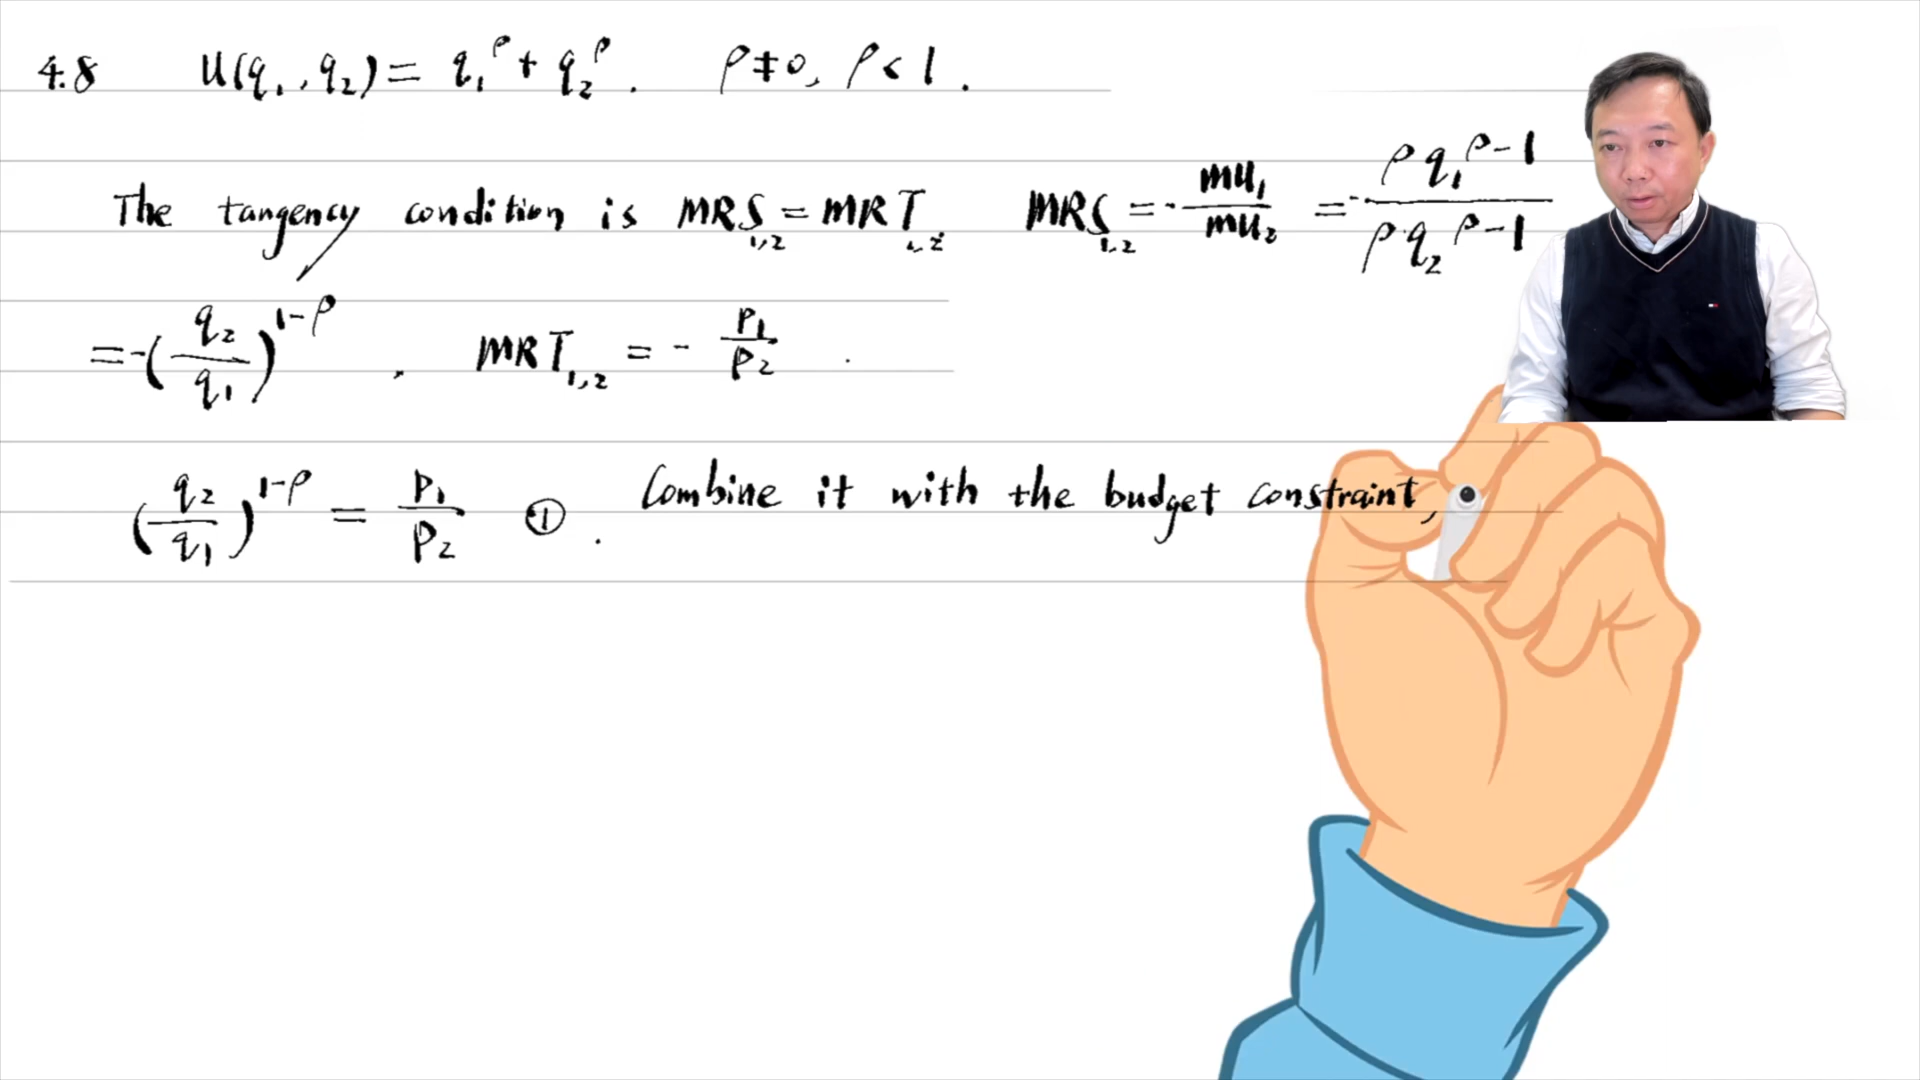 4.8 U(q₁, q₂) = q₁^ρ + q₂^ρ. ρ ≠ 0, ρ < 1.
The tangency condition is MRS₁,₂ = MRT₁,₂. MRS₁,₂ = - MU₁/MU₂ = - ρq₁^(ρ-1) / ρq₂^(ρ-1)
= -(q₂/q₁)^(1-ρ). MRT₁,₂ = - P₁/P₂.
(q₂/q₁)^(1-ρ) = P₁/P₂ ①. Combine it with the budget constraint,